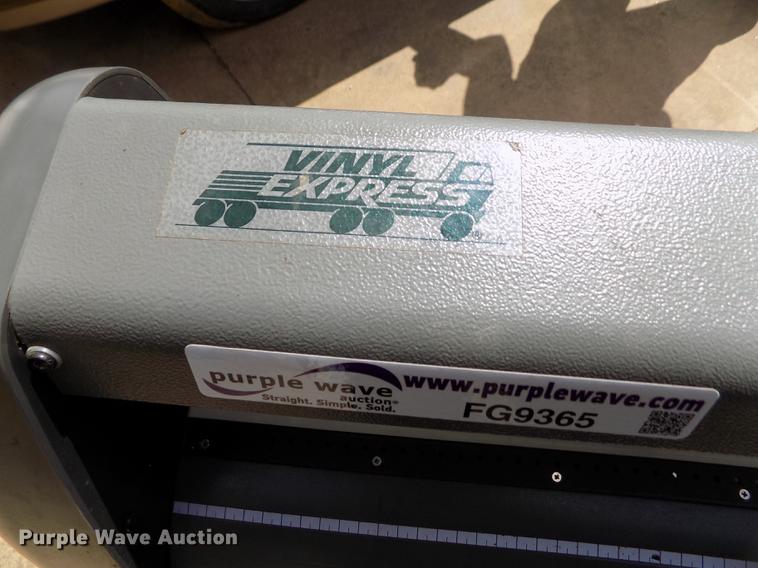 VINYL
EXPRESS
®
purple wave
auction®
Straight. Simple. Sold.
www.purplewave.com
FG9365
Purple Wave Auction